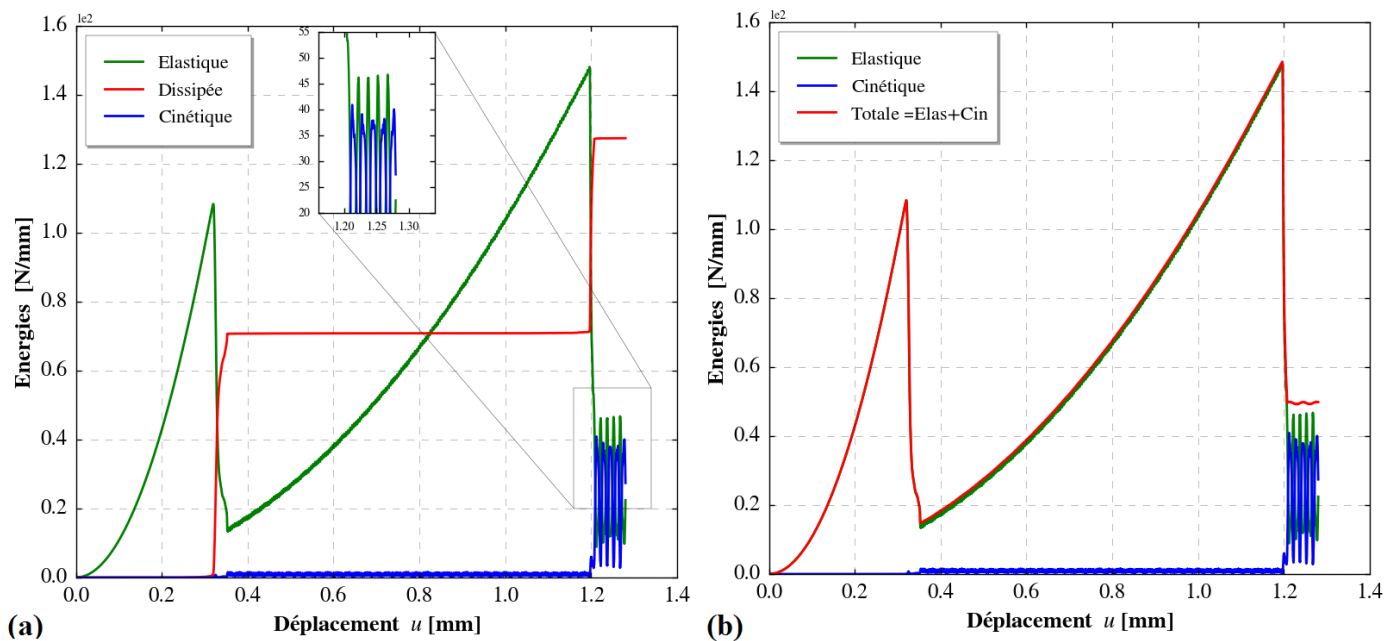 1e2
1.6
1.4
1.2
1.0
0.8
0.6
0.4
0.2
0.0
Energies [N/mm]
Elastique
Dissipée
Cinétique
55
50
45
40
35
30
25
20
1.20 1.25 1.30
0.0 0.2 0.4 0.6 0.8 1.0 1.2 1.4
Déplacement u [mm]
(a)
1e2
1.6
1.4
1.2
1.0
0.8
0.6
0.4
0.2
0.0
Energies [N/mm]
Elastique
Cinétique
Totale =Elas+Cin
0.0 0.2 0.4 0.6 0.8 1.0 1.2 1.4
Déplacement u [mm]
(b)